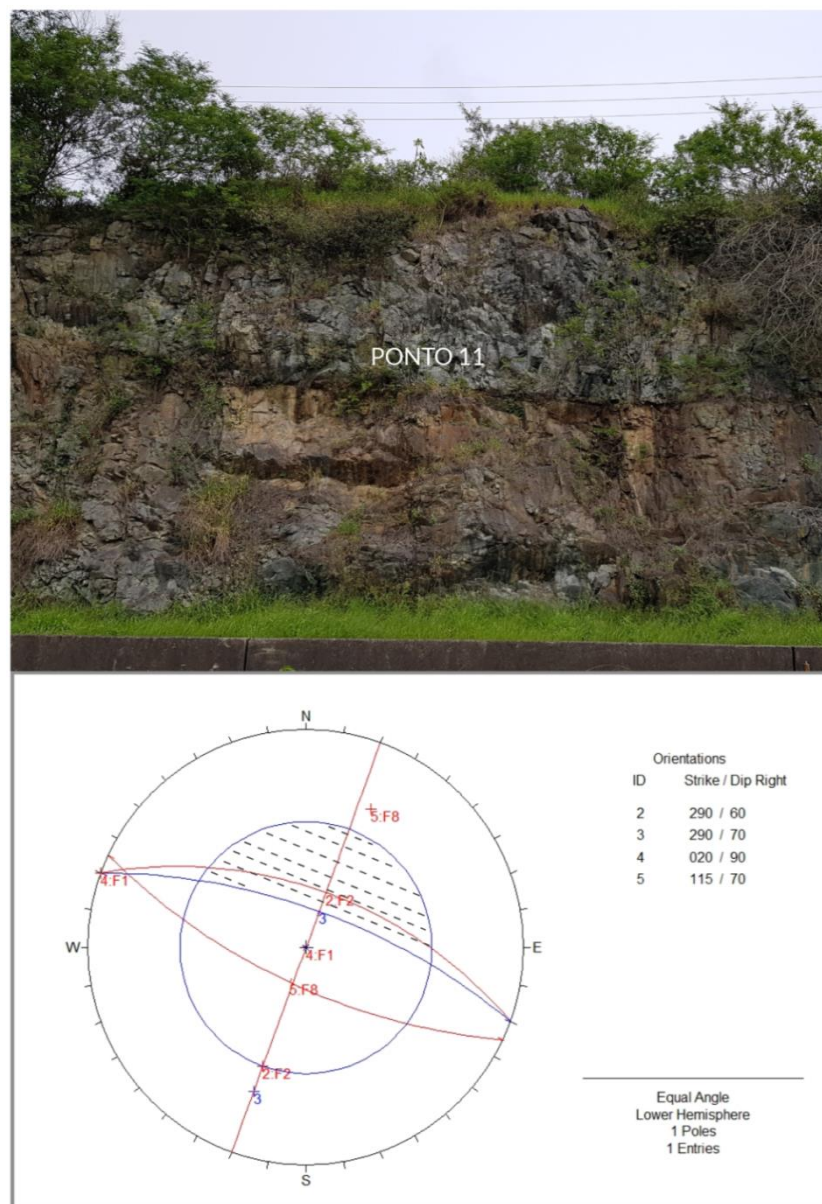 PONTO 11
N
Orientations
ID Strike / Dip Right
2 290 / 60
3 290 / 70
4 020 / 90
5 115 / 70
5:F8
4:F1
2:F2
3
W
E
4:F1
5:F8
2:F2
3
S
Equal Angle
Lower Hemisphere
1 Poles
1 Entries